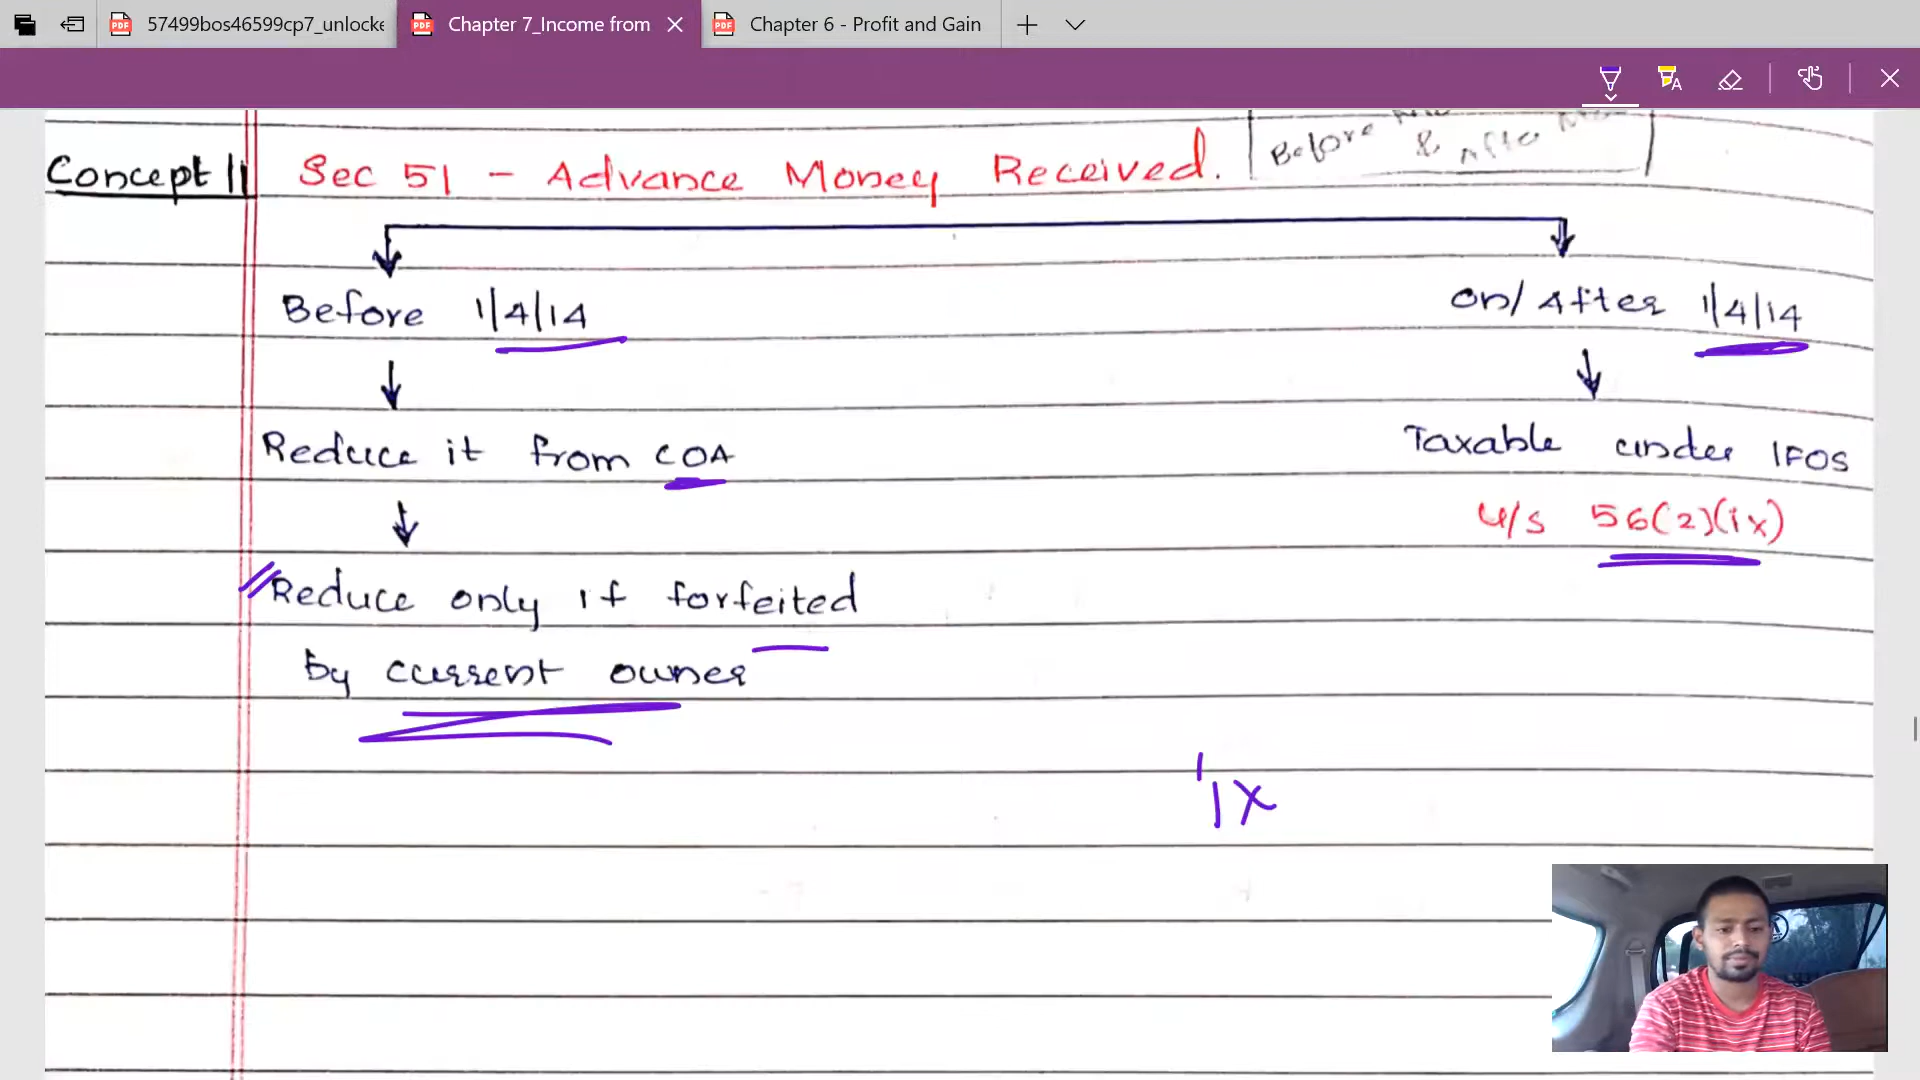 57499bos46599cp7_unlocke
Chapter 7_Income from
Chapter 6 - Profit and Gain
Before
& After
Concept 11
Sec 51 - Advance Money Received.
Before 1/4/14
On/After 1/4/14
Reduce it from COA
Taxable under IFOS
u/s 56(2)(ix)
Reduce only if forfeited
by current owner
IX